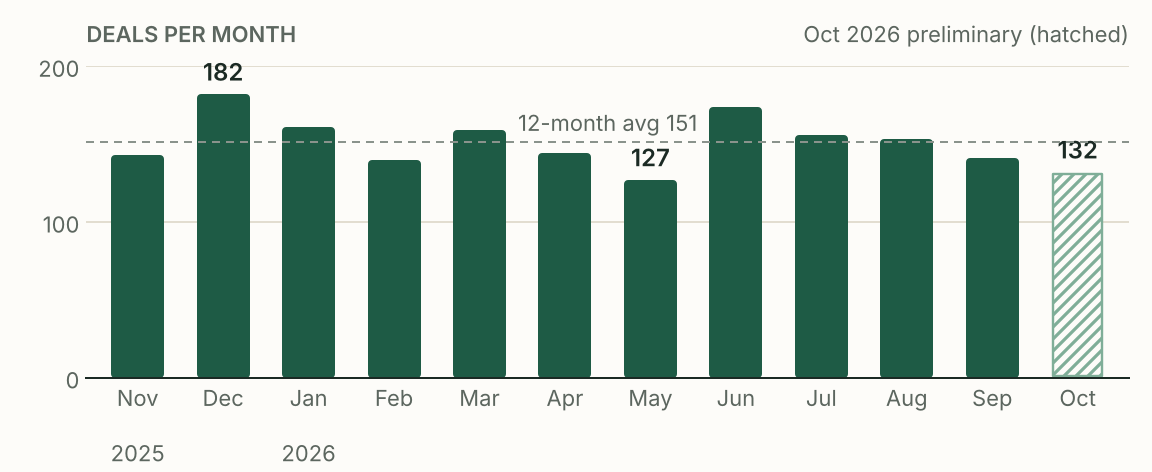 DEALS PER MONTH
Oct 2026 preliminary (hatched)
200
182
12-month avg 151
127
132
100
0
Nov Dec Jan Feb Mar Apr May Jun Jul Aug Sep Oct
2025 2026